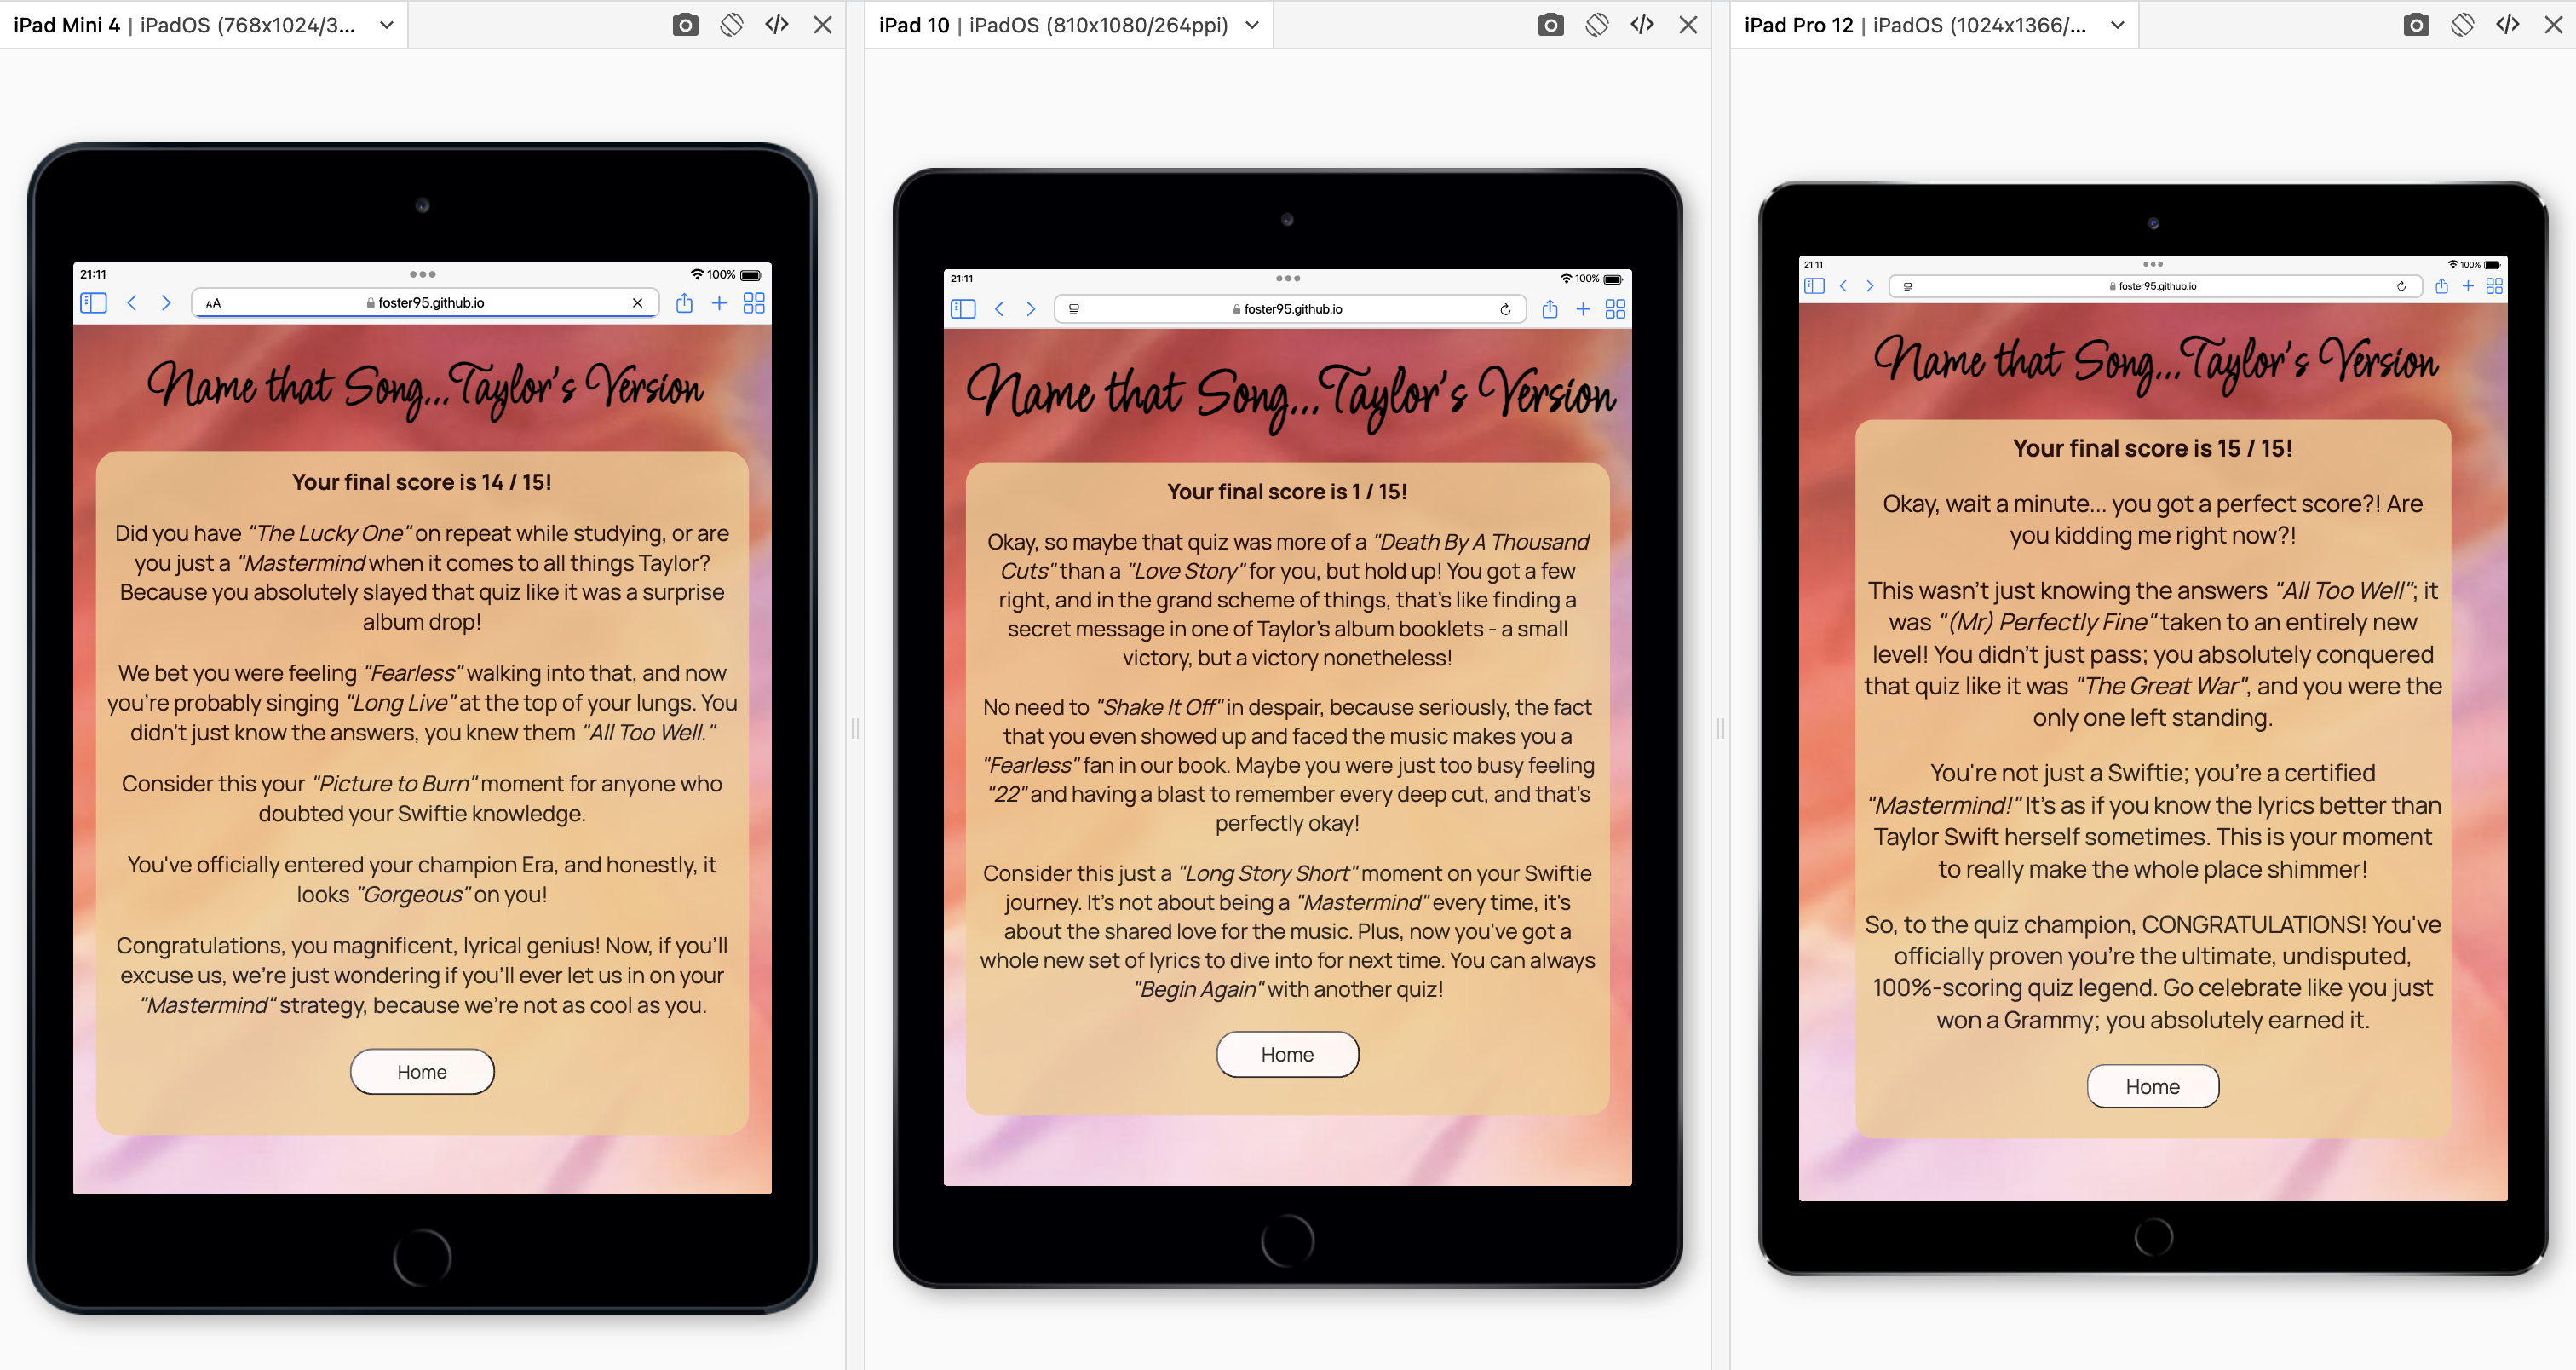 iPad Mini 4 | iPadOS (768x1024/3...
21:11
100%
AA
foster95.github.io
Name that Song...Taylor's Version
Your final score is 14 / 15!
Did you have "The Lucky One" on repeat while studying, or are
you just a "Mastermind when it comes to all things Taylor?
Because you absolutely slayed that quiz like it was a surprise
album drop!
We bet you were feeling "Fearless" walking into that, and now
you're probably singing "Long Live" at the top of your lungs. You
didn't just know the answers, you knew them "All Too Well."
Consider this your "Picture to Burn" moment for anyone who
doubted your Swiftie knowledge.
You've officially entered your champion Era, and honestly, it
looks "Gorgeous" on you!
Congratulations, you magnificent, lyrical genius! Now, if you'll
excuse us, we're just wondering if you'll ever let us in on your
"Mastermind" strategy, because we're not as cool as you.
Home
iPad 10 | iPadOS (810x1080/264ppi)
21:11
100%
foster95.github.io
Name that Song...Taylor's Version
Your final score is 1 / 15!
Okay, so maybe that quiz was more of a "Death By A Thousand
Cuts" than a "Love Story" for you, but hold up! You got a few
right, and in the grand scheme of things, that's like finding a
secret message in one of Taylor's album booklets - a small
victory, but a victory nonetheless!
No need to "Shake It Off" in despair, because seriously, the fact
that you even showed up and faced the music makes you a
"Fearless" fan in our book. Maybe you were just too busy feeling
"22" and having a blast to remember every deep cut, and that's
perfectly okay!
Consider this just a "Long Story Short" moment on your Swiftie
journey. It's not about being a "Mastermind" every time, it's
about the shared love for the music. Plus, now you've got a
whole new set of lyrics to dive into for next time. You can always
"Begin Again" with another quiz!
Home
iPad Pro 12 | iPadOS (1024x1366/...
21:11
100%
foster95.github.io
Name that Song...Taylor's Version
Your final score is 15 / 15!
Okay, wait a minute... you got a perfect score?! Are
you kidding me right now?!
This wasn't just knowing the answers "All Too Well"; it
was "(Mr) Perfectly Fine" taken to an entirely new
level! You didn't just pass; you absolutely conquered
that quiz like it was "The Great War", and you were the
only one left standing.
You're not just a Swiftie; you're a certified
"Mastermind!" It's as if you know the lyrics better than
Taylor Swift herself sometimes. This is your moment
to really make the whole place shimmer!
So, to the quiz champion, CONGRATULATIONS! You've
officially proven you're the ultimate, undisputed,
100%-scoring quiz legend. Go celebrate like you just
won a Grammy; you absolutely earned it.
Home